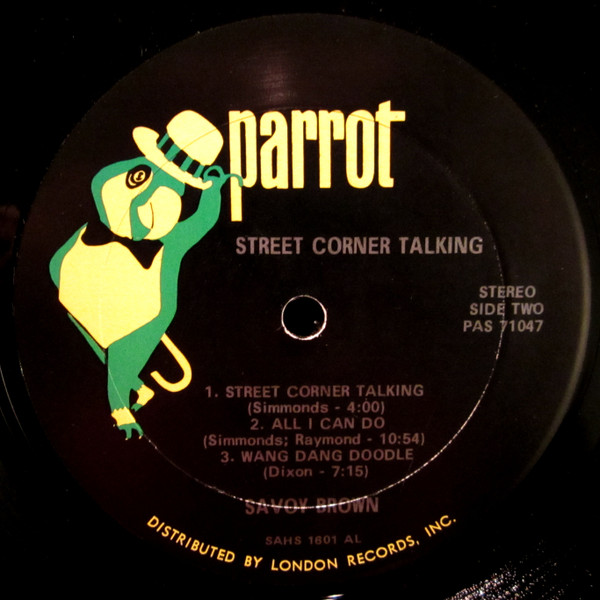 parrot
STREET CORNER TALKING
STEREO
SIDE TWO
PAS 71047
1. STREET CORNER TALKING
(Simmonds - 4:00)
2. ALL I CAN DO
(Simmonds; Raymond - 10:54)
3. WANG DANG DOODLE
(Dixon - 7:15)
SAVOY BROWN
SAHS 1601 AL
DISTRIBUTED BY LONDON RECORDS, INC.